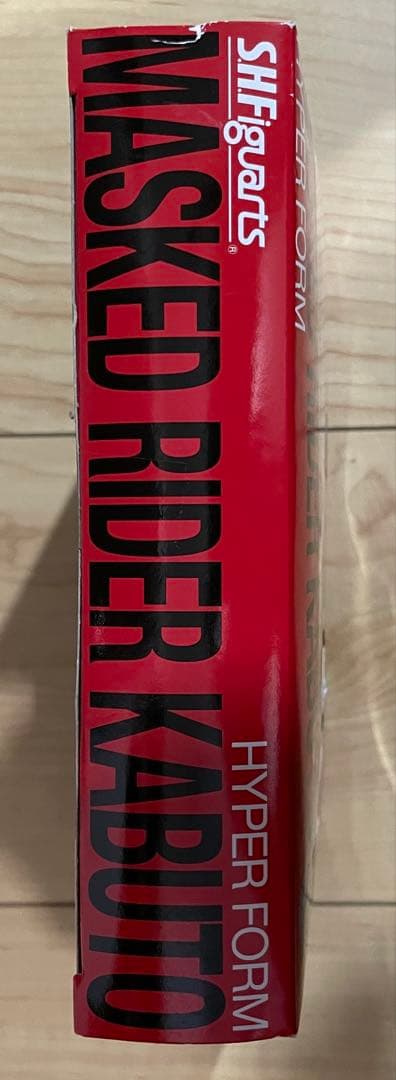 S.H.Figuarts®
MASKED RIDER KABUTO
HYPER FORM
HYPER FORM